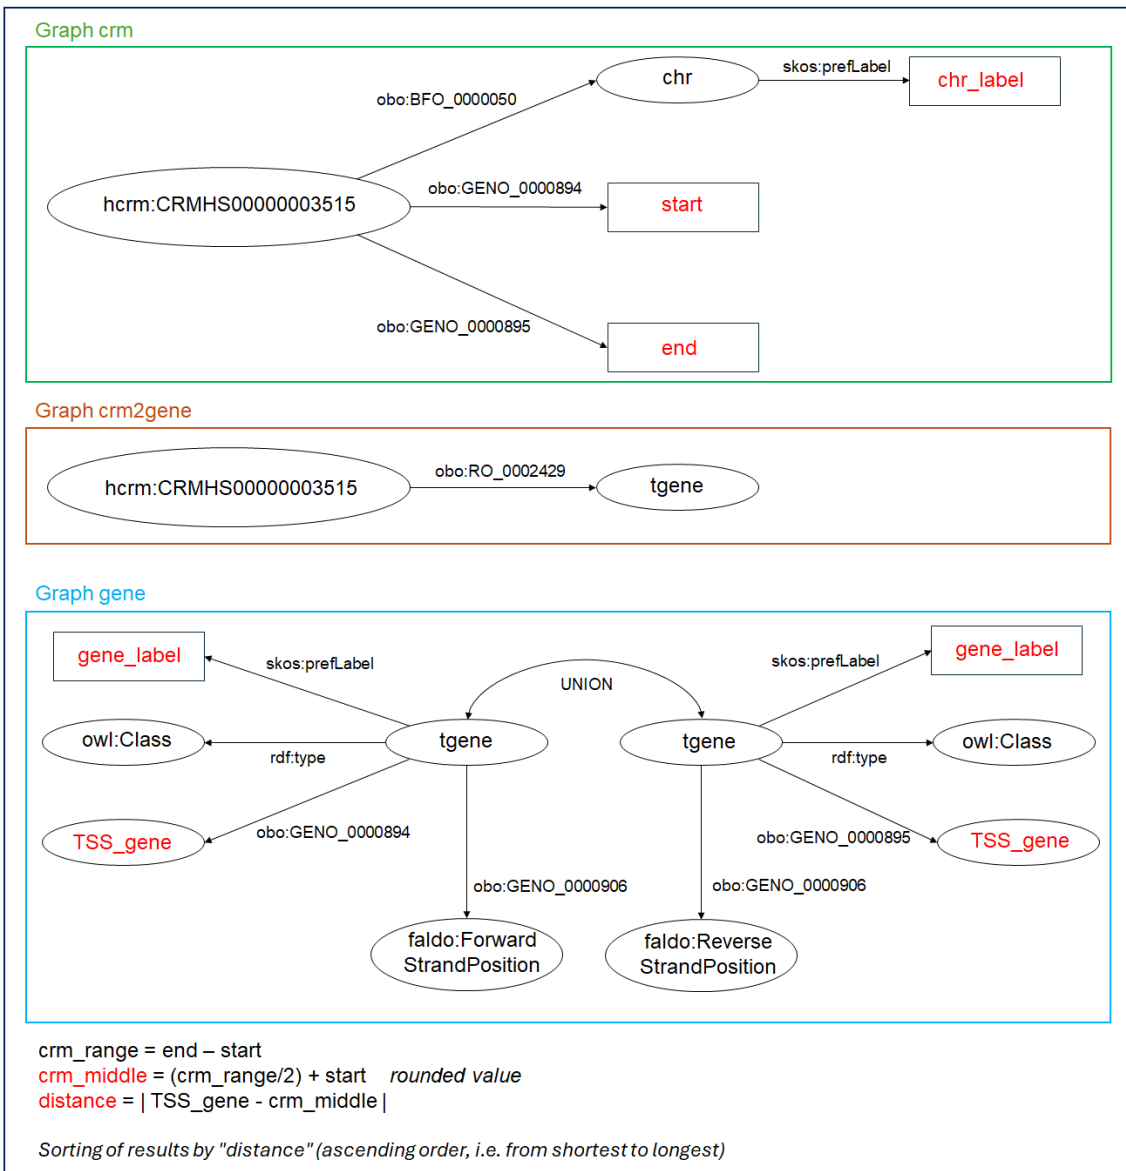 Graph crm
chr
skos:prefLabel
chr_label
obo:BFO_0000050
hcrm:CRMHS00000003515
obo:GENO_0000894
start
obo:GENO_0000895
end
Graph crm2gene
hcrm:CRMHS00000003515
obo:RO_0002429
tgene
Graph gene
gene_label
skos:prefLabel
UNION
skos:prefLabel
gene_label
owl:Class
rdf:type
tgene
tgene
rdf:type
owl:Class
TSS_gene
obo:GENO_0000894
obo:GENO_0000895
TSS_gene
obo:GENO_0000906
obo:GENO_0000906
faldo:Forward
StrandPosition
faldo:Reverse
StrandPosition
crm_range = end – start
crm_middle = (crm_range/2) + start rounded value
distance = | TSS_gene - crm_middle |
Sorting of results by "distance" (ascending order, i.e. from shortest to longest)